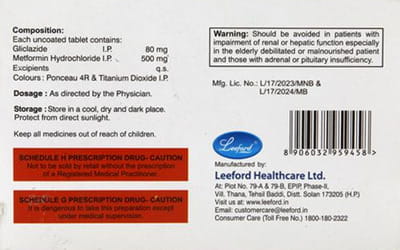 Composition:
Each uncoated tablet contains:
Gliclazide I.P. 80 mg
Metformin Hydrochloride I.P. 500 mg
Excipients q.s.
Colours : Ponceau 4R & Titanium Dioxide I.P.
Dosage : As directed by the Physician.
Storage : Store in a cool, dry and dark place.
Protect from direct sunlight.
Keep all medicines out of reach of children.
SCHEDULE H PRESCRIPTION DRUG- CAUTION
Not to be sold by retail without the prescription
of a Registered Medical Practitioner.
SCHEDULE G PRESCRIPTION DRUG- CAUTION
It is dangerous to take this preparation except
under medical supervision.
Warning: Should be avoided in patients with
impairment of renal or hepatic function especially
in the elderly debilitated or malnourished patient
and those with adrenal or pituitary insufficiency.
Mfg. Lic. No.: L/17/2023/MNB &
L/17/2024/MB
8 906032 959458 >
Leeford
Manufactured by:
Leeford Healthcare Ltd.
At: Plot No. 79-A & 79-B, EPIP, Phase-II,
Vill. Thana, Tehsil Baddi, Distt. Solan 173205 (H.P)
Visit us at: www.leeford.in
Email: customercare@leeford.in
Consumer Care (Toll Free No.) 1800-180-2322